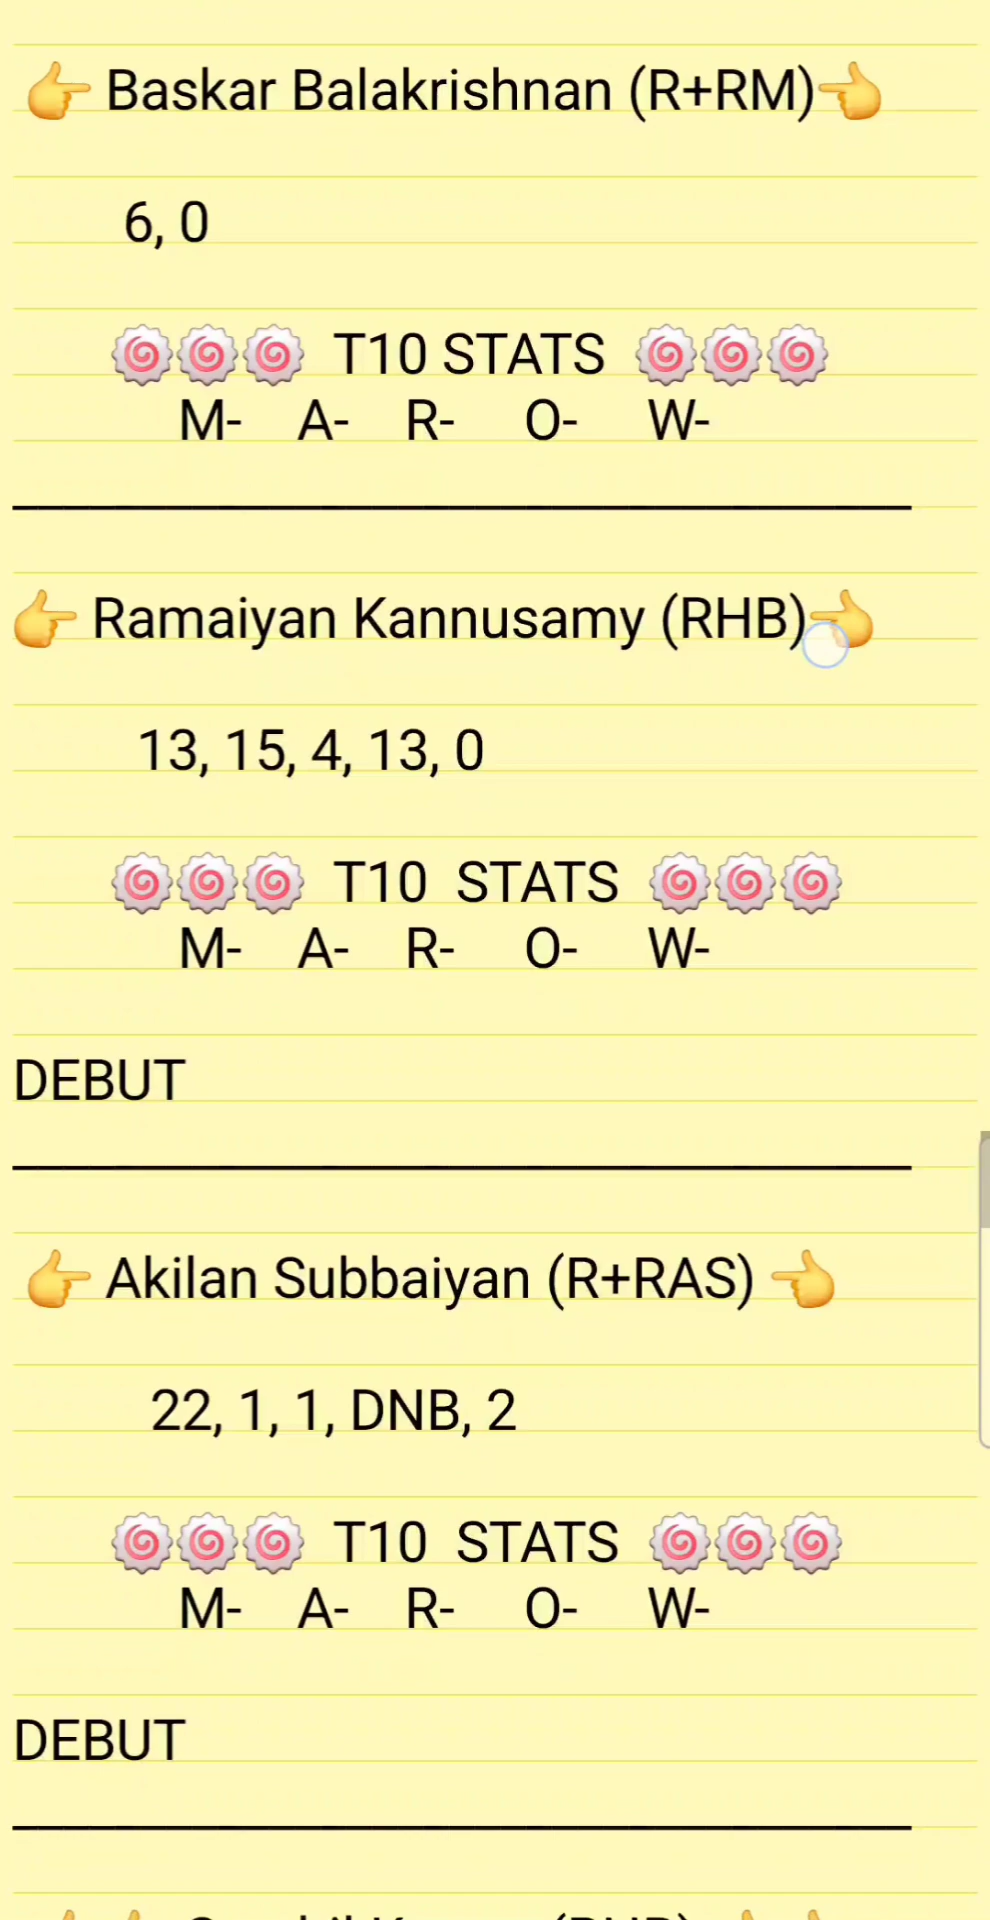 👉 Baskar Balakrishnan (R+RM)👈
6, 0
🍥🍥🍥 T10 STATS 🍥🍥🍥
M- A- R- O- W-
👉 Ramaiyan Kannusamy (RHB)👈
13, 15, 4, 13, 0
🍥🍥🍥 T10 STATS 🍥🍥🍥
M- A- R- O- W-
DEBUT
👉 Akilan Subbaiyan (R+RAS) 👈
22, 1, 1, DNB, 2
🍥🍥🍥 T10 STATS 🍥🍥🍥
M- A- R- O- W-
DEBUT